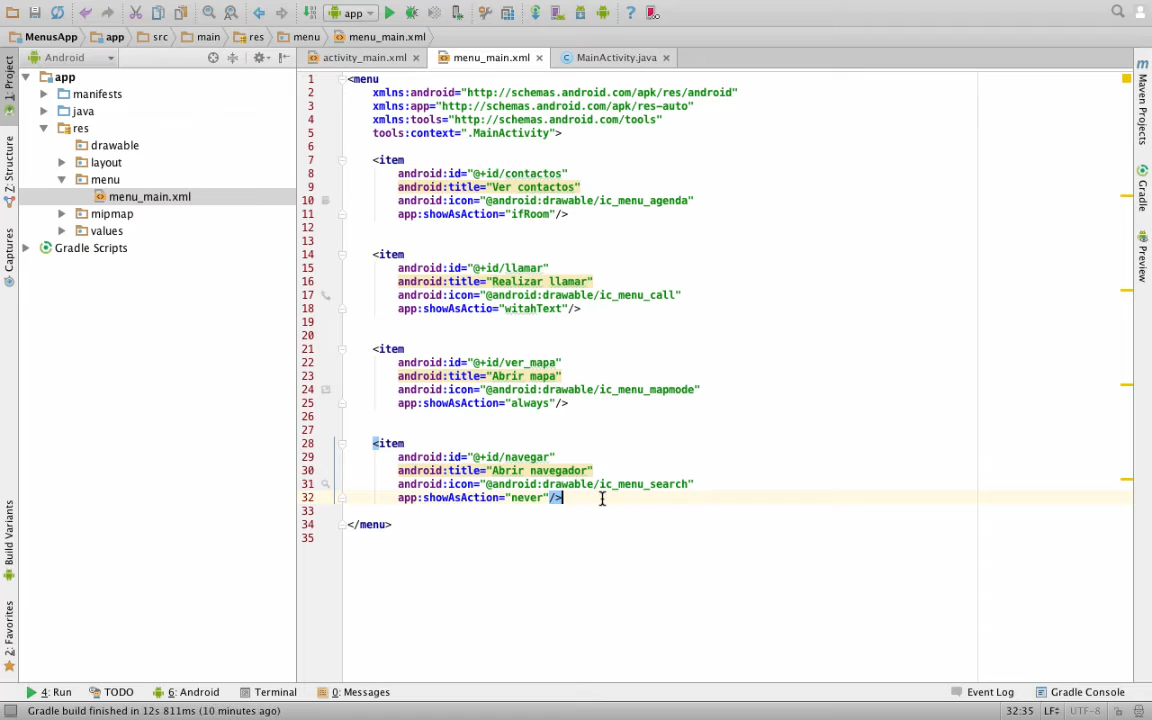 app
MenusApp app src main res menu menu_main.xml
Android activity_main.xml menu_main.xml MainActivity.java
1: Project
Z: Structure
Captures
Build Variants
2: Favorites
app
manifests
java
res
drawable
layout
menu
menu_main.xml
mipmap
values
Gradle Scripts
1 <menu
2 xmlns:android="http://schemas.android.com/apk/res/android"
3 xmlns:app="http://schemas.android.com/apk/res-auto"
4 xmlns:tools="http://schemas.android.com/tools"
5 tools:context=".MainActivity">
6
7 <item
8 android:id="@+id/contactos"
9 android:title="Ver contactos"
10 android:icon="@android:drawable/ic_menu_agenda"
11 app:showAsAction="ifRoom"/>
12
13
14 <item
15 android:id="@+id/llamar"
16 android:title="Realizar llamar"
17 android:icon="@android:drawable/ic_menu_call"
18 app:showAsActio="witahText"/>
19
20
21 <item
22 android:id="@+id/ver_mapa"
23 android:title="Abrir mapa"
24 android:icon="@android:drawable/ic_menu_mapmode"
25 app:showAsAction="always"/>
26
27
28 <item
29 android:id="@+id/navegar"
30 android:title="Abrir navegador"
31 android:icon="@android:drawable/ic_menu_search"
32 app:showAsAction="never"/>
33
34 </menu>
35
m
Maven Projects
Gradle
Preview
4: Run TODO 6: Android Terminal 0: Messages Event Log Gradle Console
Gradle build finished in 12s 811ms (10 minutes ago) 32:35 LF÷ UTF-8÷